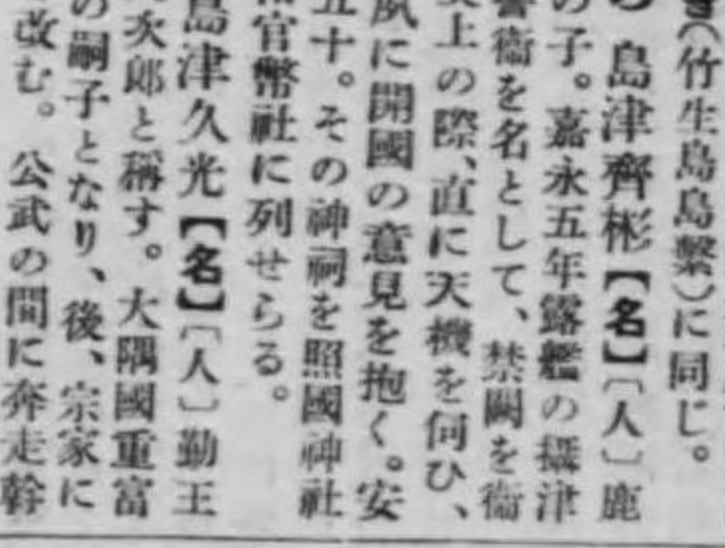 (竹生島島繋)に同じ。
島津齊彬【名】〔人〕鹿
の子。嘉永五年露艦の攝津
警衞を名として、禁闕を衞
炎上の際、直に天機を伺ひ、
夙に開國の意見を抱く。安
五十。その神祠を照國神社
官幣社に列せらる。
島津久光【名】〔人〕勤王
次郎と稱す。大隅國重富
の嗣子となり、後、宗家に
改む。公武の間に奔走幹